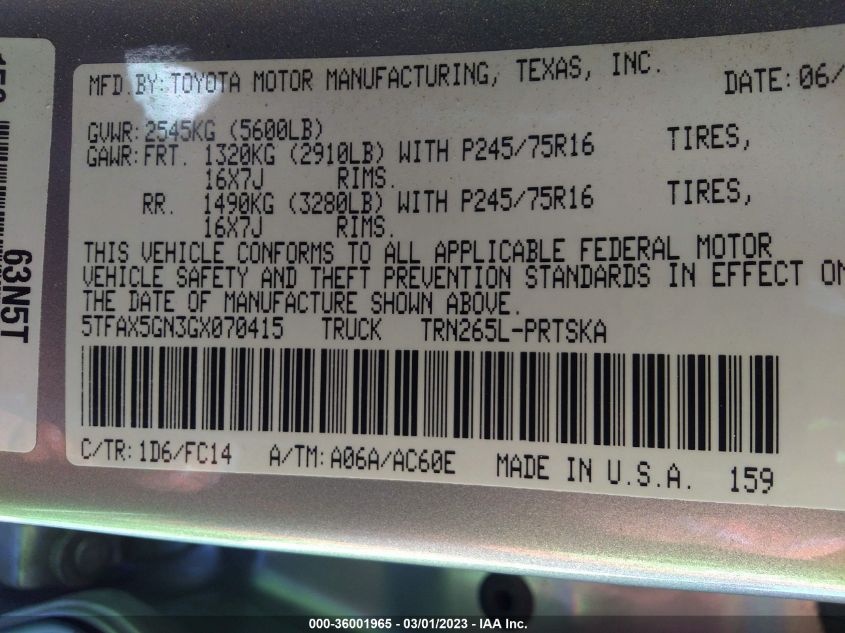 MFD.BY: TOYOTA MOTOR MANUFACTURING, TEXAS, INC. DATE: 06/
GVWR: 2545KG (5600LB)
GAWR: FRT. 1320KG (2910LB) WITH P245/75R16 TIRES,
16X7J RIMS.
RR. 1490KG (3280LB) WITH P245/75R16 TIRES,
16X7J RIMS.
THIS VEHICLE CONFORMS TO ALL APPLICABLE FEDERAL MOTOR
VEHICLE SAFETY AND THEFT PREVENTION STANDARDS IN EFFECT ON
THE DATE OF MANUFACTURE SHOWN ABOVE.
5TFAX5GN3GX070415 TRUCK TRN265L-PRTSKA
C/TR: 1D6/FC14 A/TM: A06A/AC60E MADE IN U.S.A. 159
63N5T
000-36001965 - 03/01/2023 - IAA Inc.